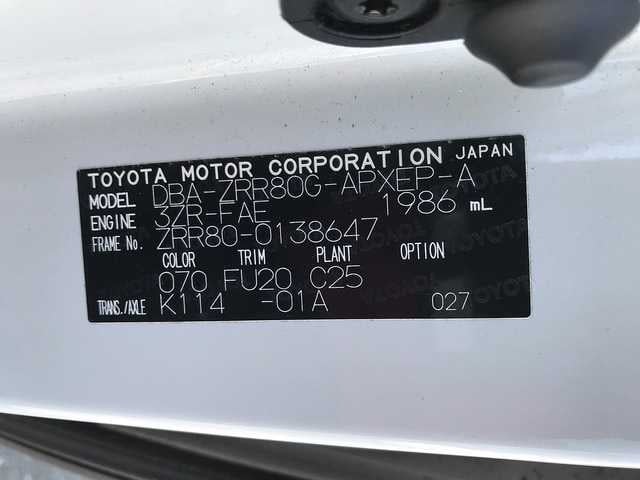 TOYOTA MOTOR CORPORATION JAPAN
MODEL DBA-ZRR80G-APXEP-A
ENGINE 3ZR-FAE 1986 mL
FRAME No. ZRR80-0138647
COLOR TRIM PLANT OPTION
070 FU20 C25
TRANS./AXLE K114 -01A 027